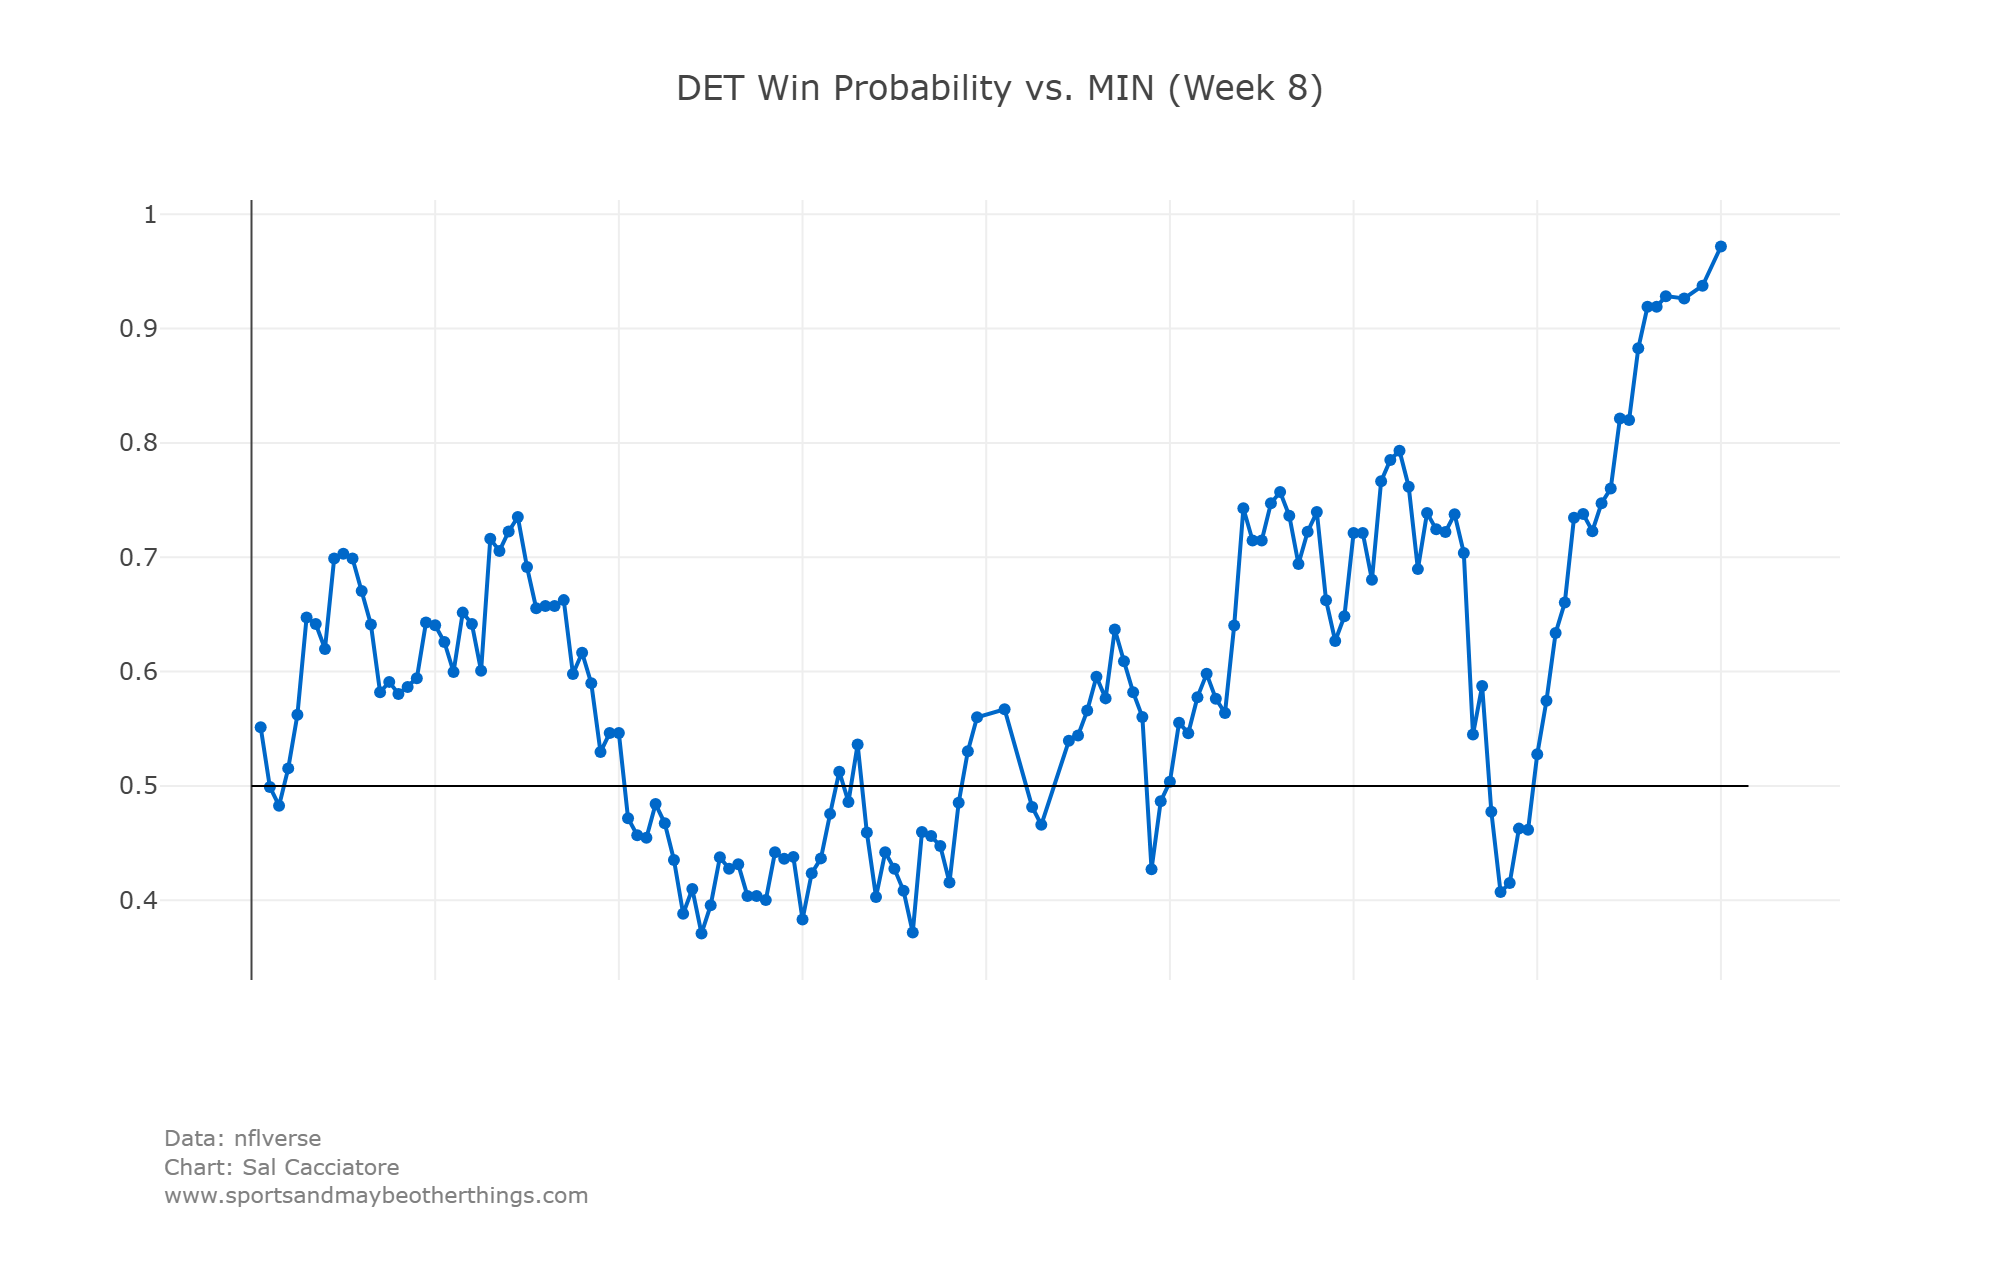 DET Win Probability vs. MIN (Week 8)
1
0.9
0.8
0.7
0.6
0.5
0.4
Data: nflverse
Chart: Sal Cacciatore
www.sportsandmaybeotherthings.com